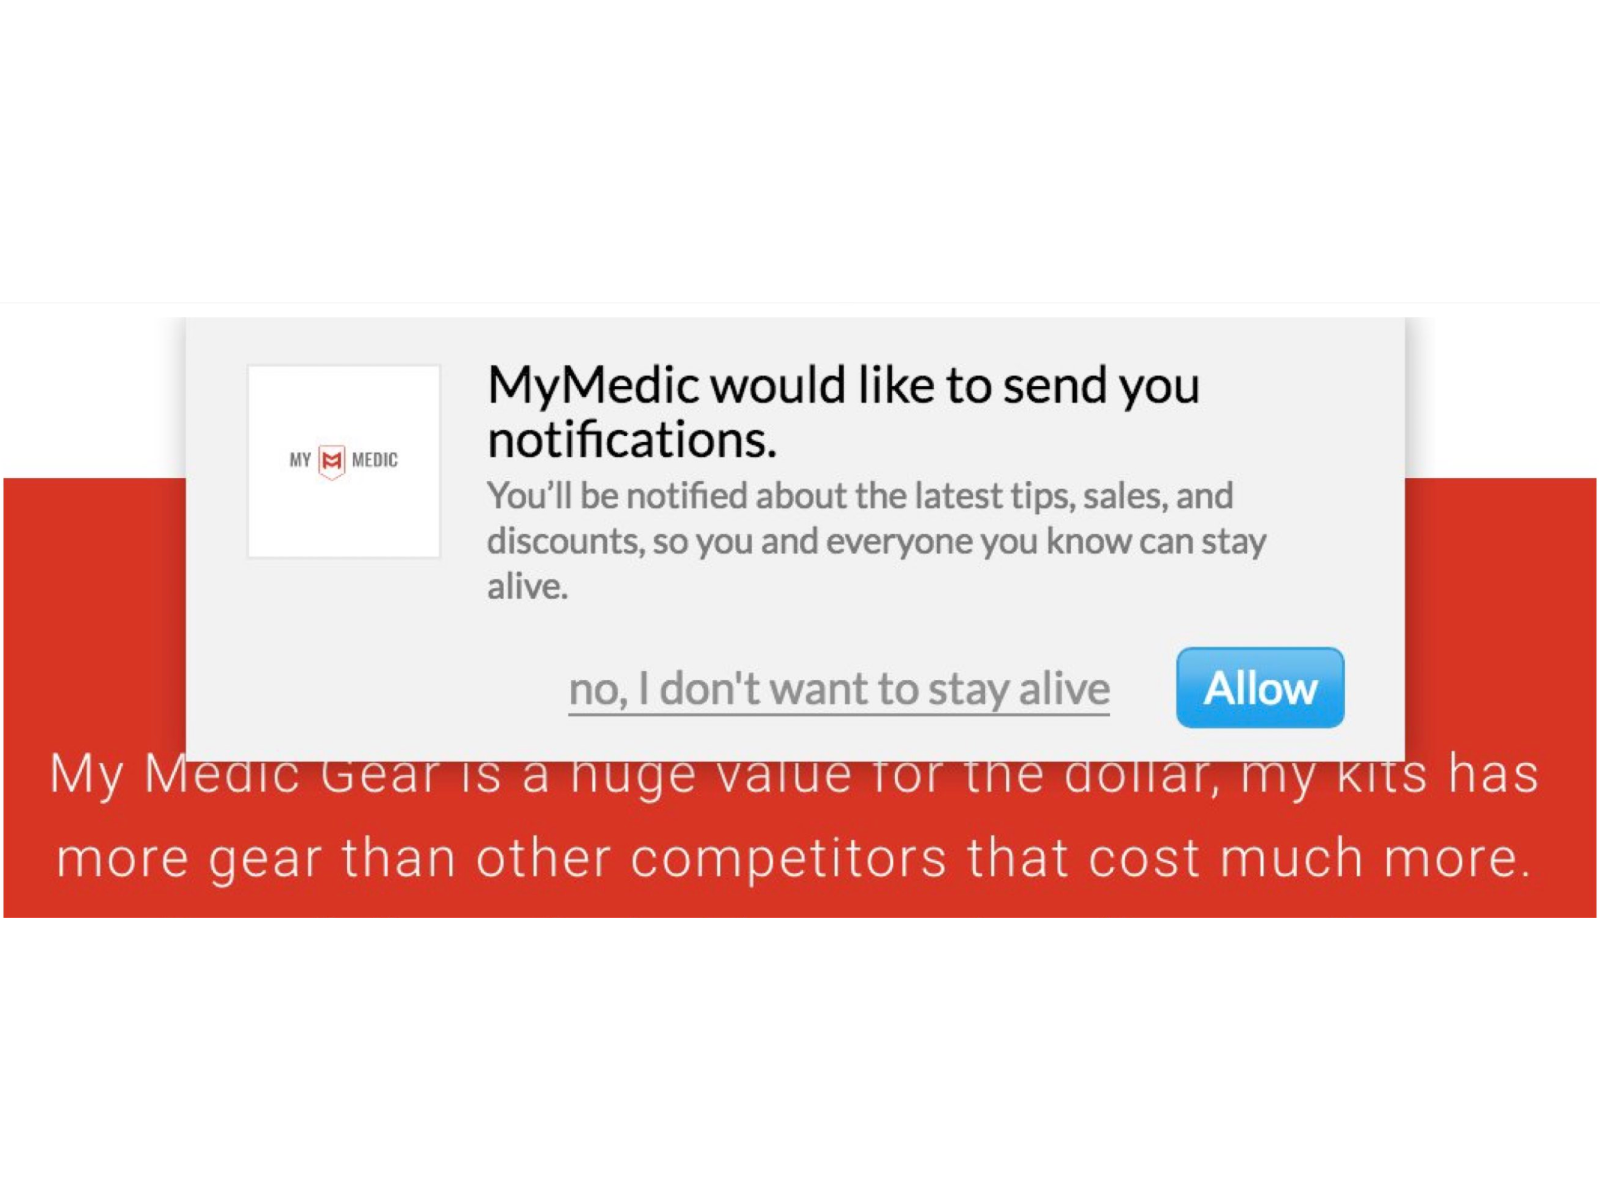 MyMedic would like to send you
notifications.
MY MEDIC
You’ll be notified about the latest tips, sales, and
discounts, so you and everyone you know can stay
alive.
no, I don't want to stay alive
Allow
My Medic Gear is a huge value for the dollar, my kits has
more gear than other competitors that cost much more.